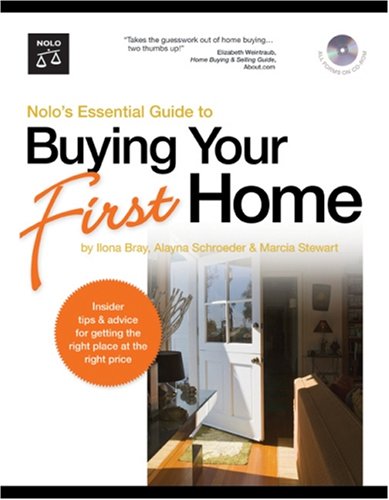 NOLO
"Takes the guesswork out of home buying...
two thumbs up!"
Elizabeth Weintraub,
Home Buying & Selling Guide,
About.com
ALL FORMS ON CD-ROM
Nolo's Essential Guide to
Buying Your
First Home
by Ilona Bray, Alayna Schroeder & Marcia Stewart
Insider
tips & advice
for getting the
right place at the
right price